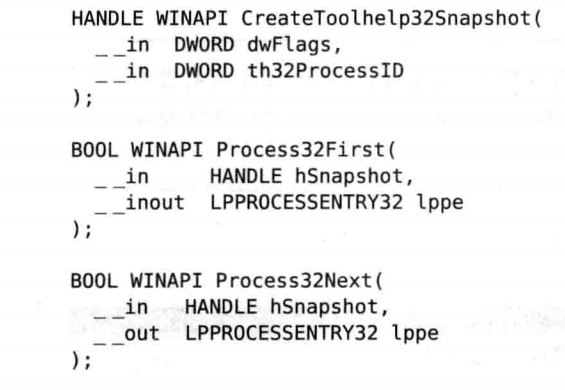 HANDLE WINAPI CreateToolhelp32Snapshot(
  __in  DWORD dwFlags,
  __in  DWORD th32ProcessID
);
BOOL WINAPI Process32First(
  __in     HANDLE hSnapshot,
  __inout  LPPROCESSENTRY32 lppe
);
BOOL WINAPI Process32Next(
  __in   HANDLE hSnapshot,
  __out  LPPROCESSENTRY32 lppe
);